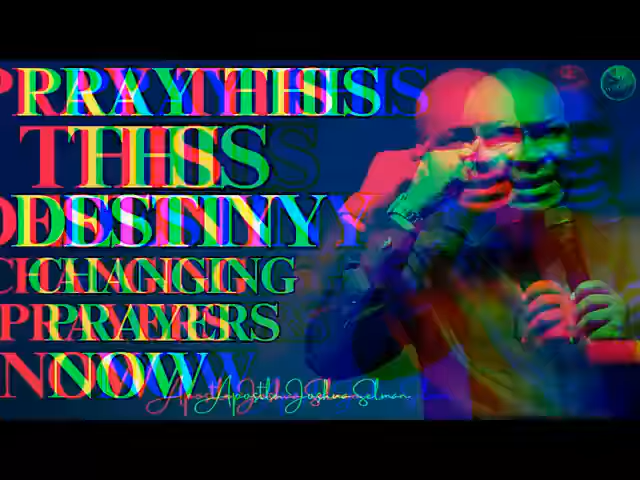 PRAY THIS
THIS
DESTINY
CHANGING
PRAYERS
NOW
Apostle Joshua Selman